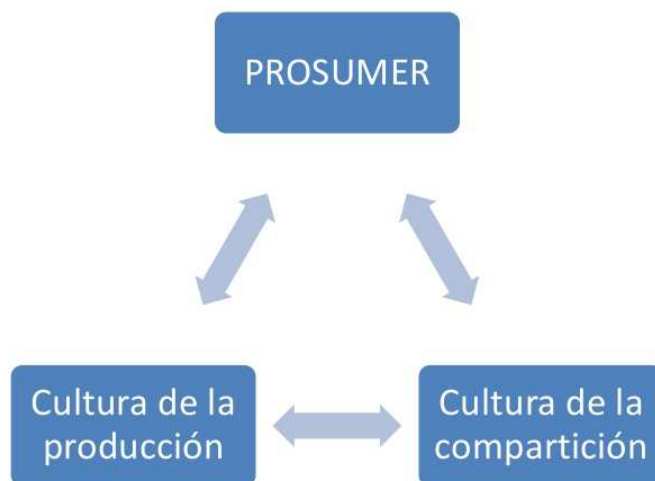 PROSUMER
Cultura de la
producción
Cultura de la
compartición